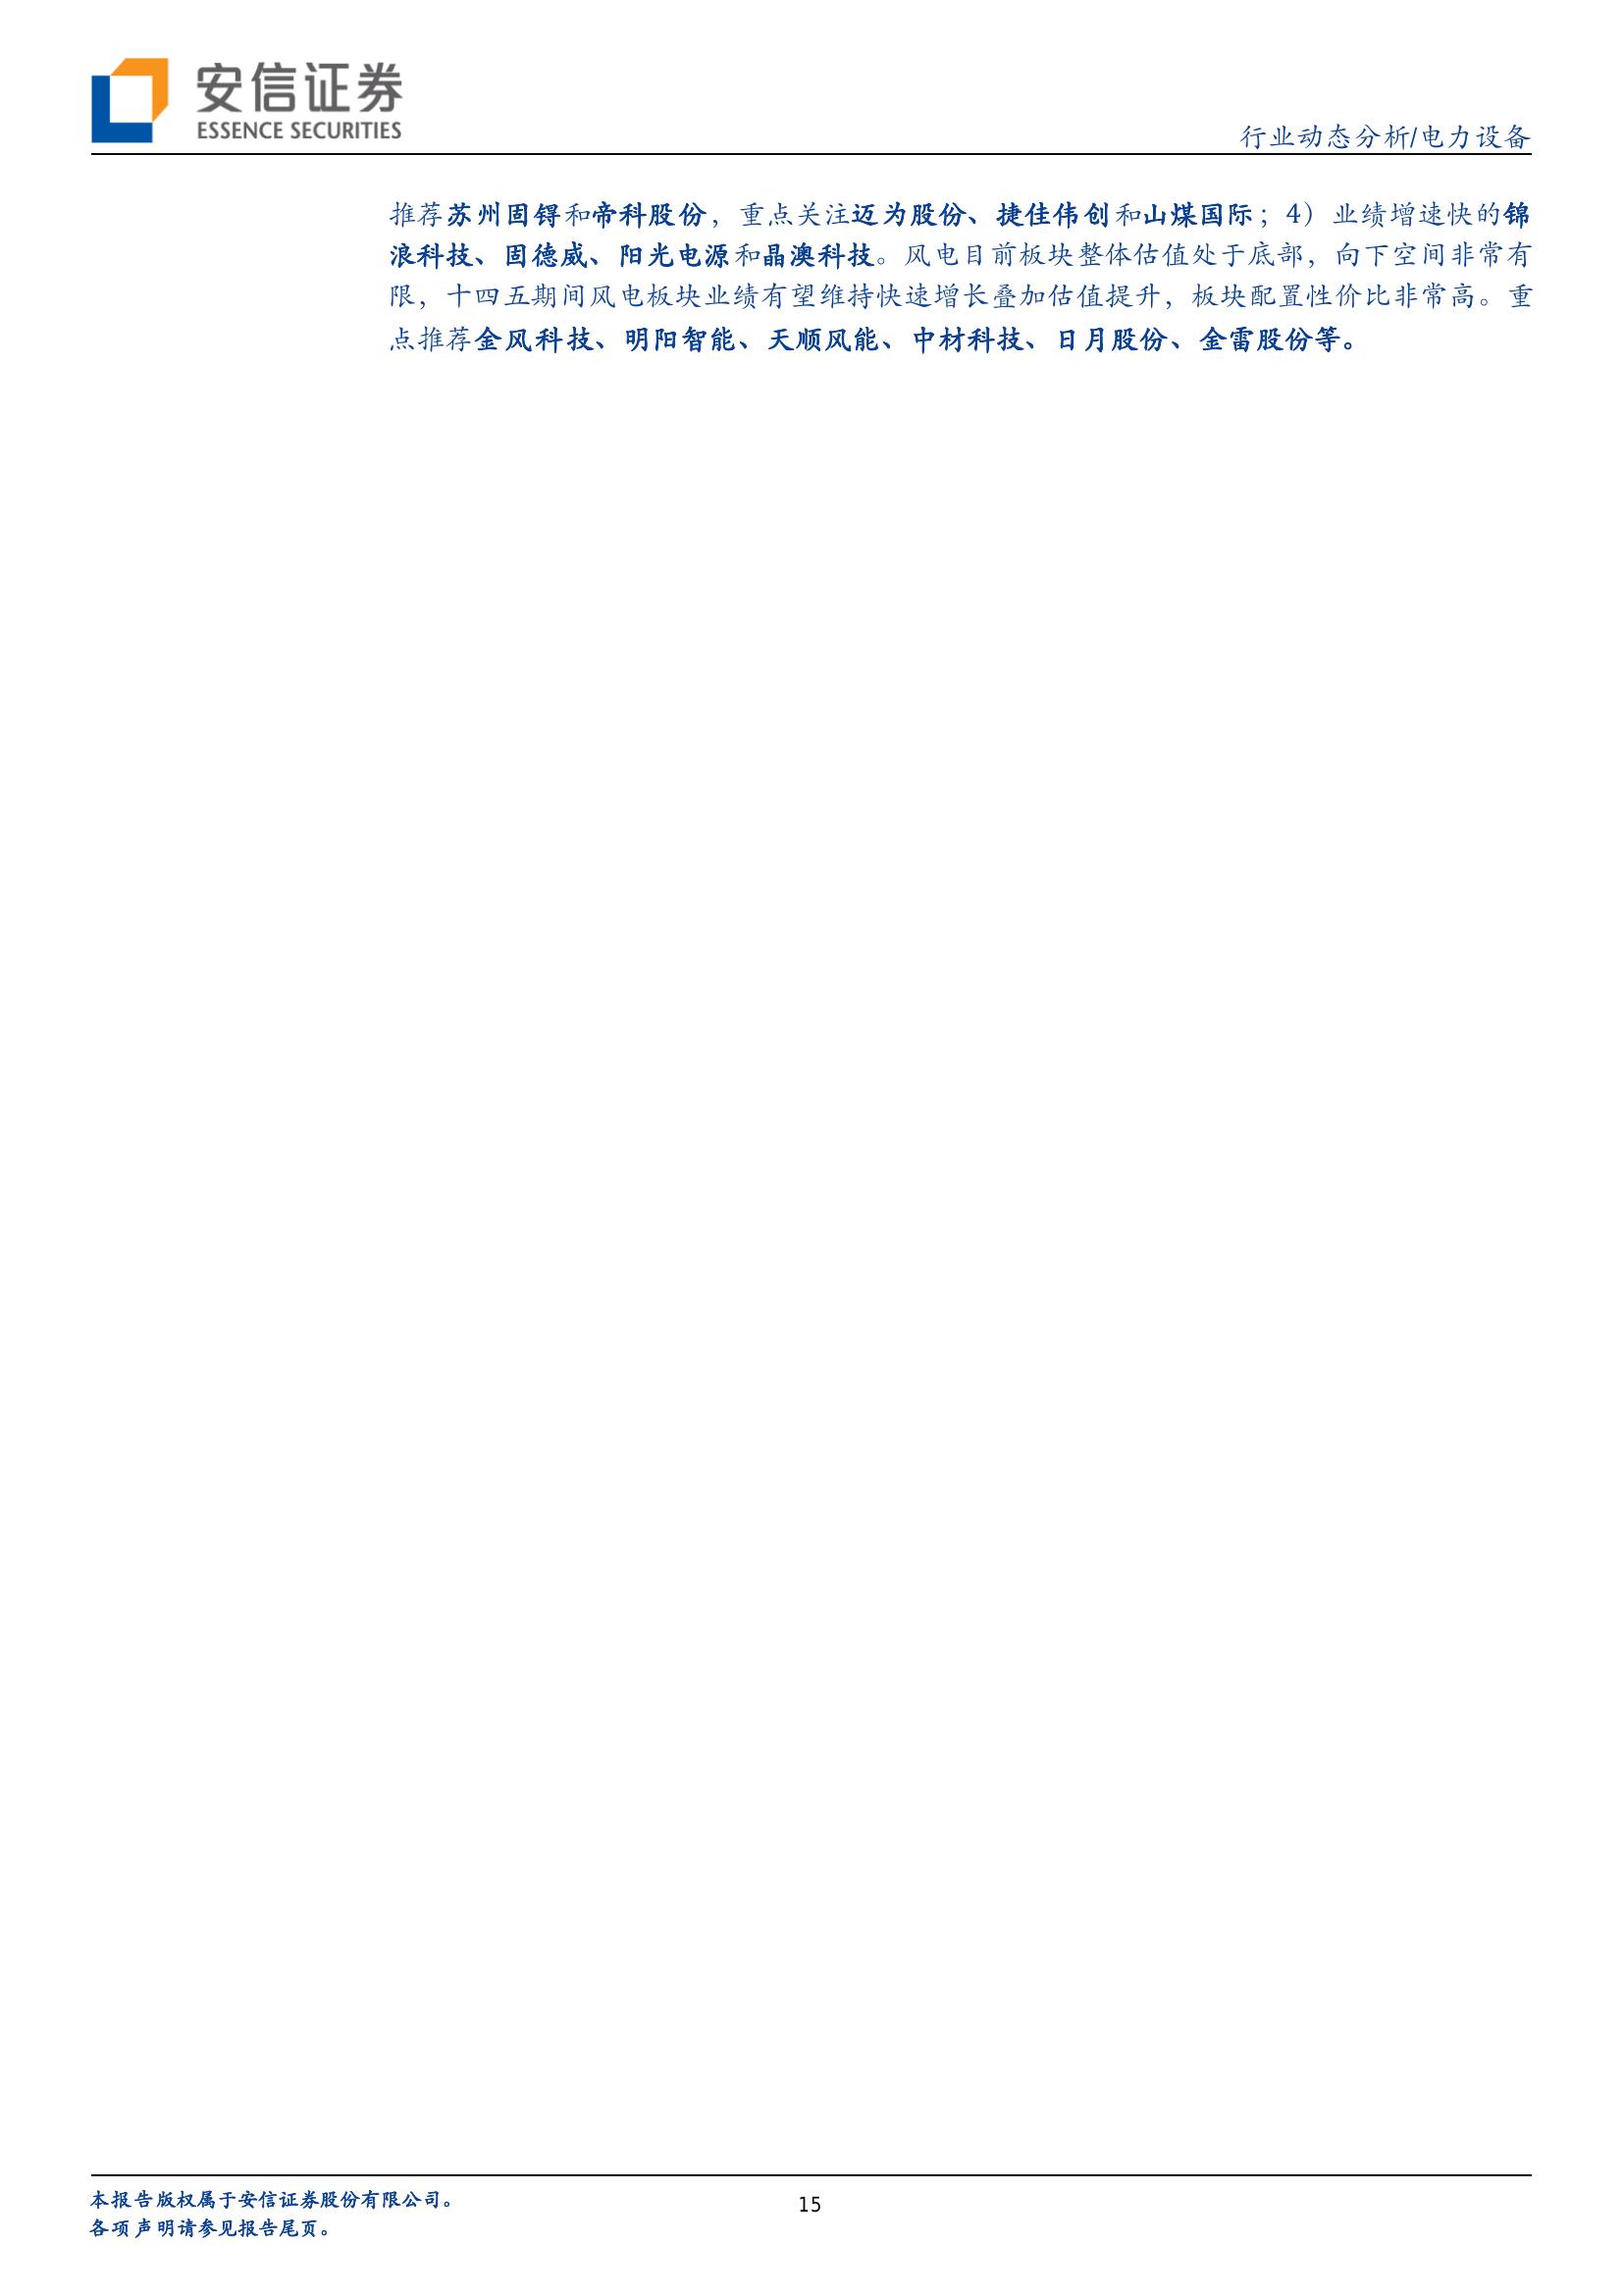 安信证券
ESSENCE SECURITIES
行业动态分析/电力设备
推荐苏州固锝和帝科股份，重点关注迈为股份、捷佳伟创和山煤国际；4）业绩增速快的锦
浪科技、固德威、阳光电源和晶澳科技。风电目前板块整体估值处于底部，向下空间非常有
限，十四五期间风电板块业绩有望维持快速增长叠加估值提升，板块配置性价比非常高。重
点推荐金风科技、明阳智能、天顺风能、中材科技、日月股份、金雷股份等。
本报告版权属于安信证券股份有限公司。
15
各项声明请参见报告尾页。